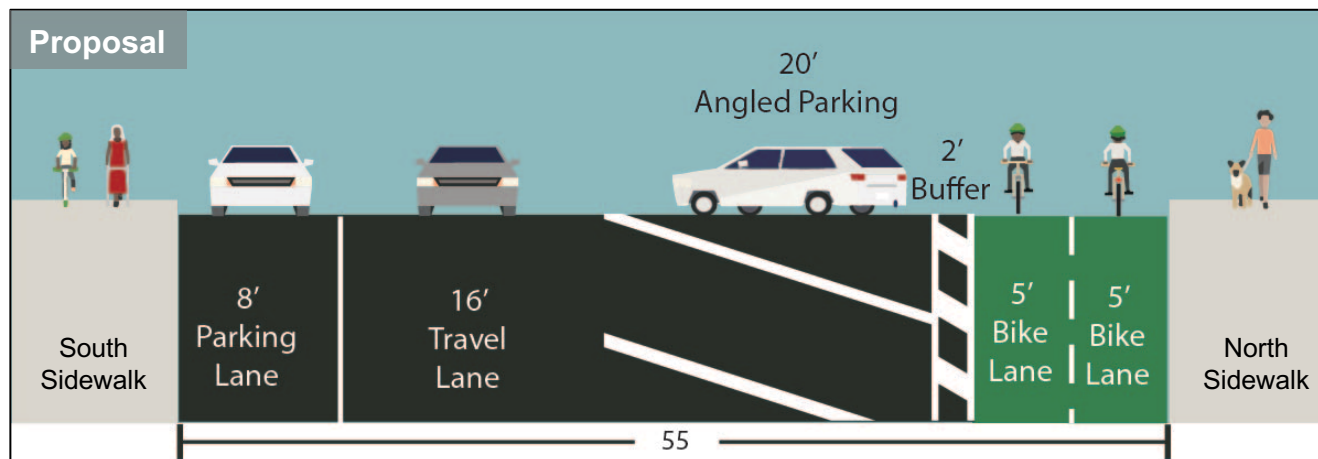 Proposal
20’
Angled Parking
2’
Buffer
8’
Parking
Lane
16’
Travel
Lane
5’
Bike
Lane
5’
Bike
Lane
South
Sidewalk
North
Sidewalk
55